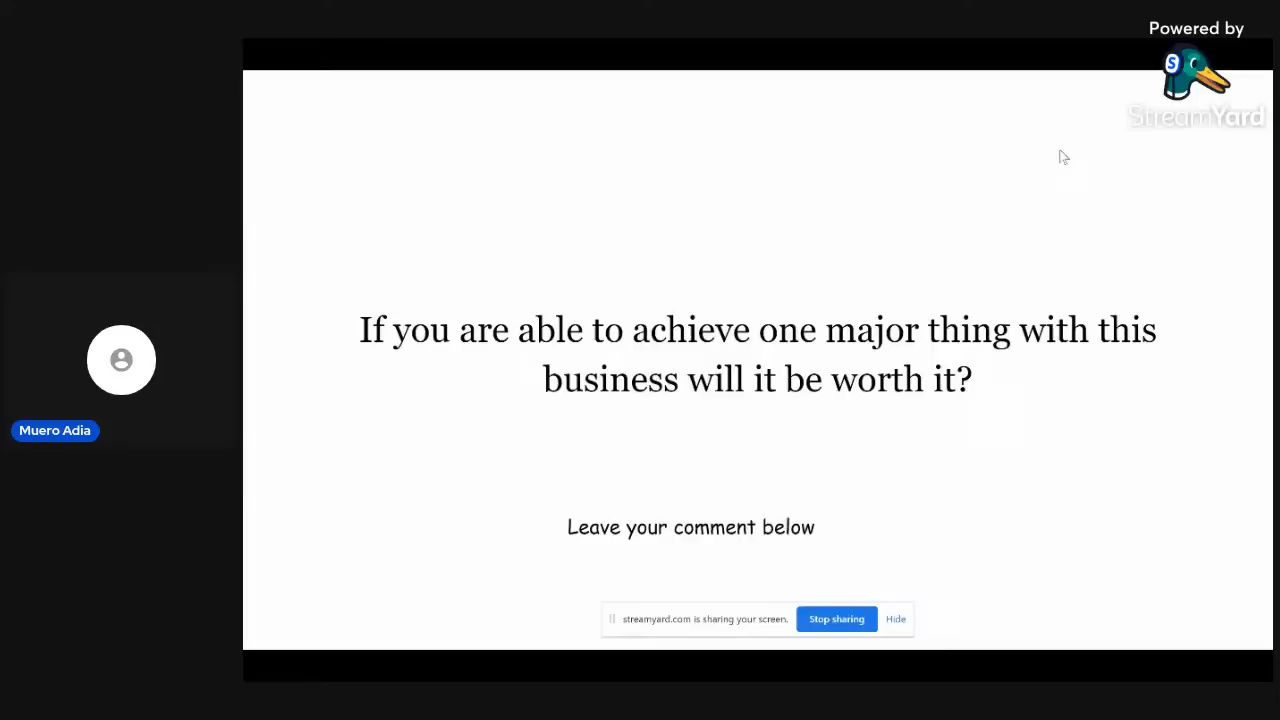 Powered by
S
StreamYard
If you are able to achieve one major thing with this
business will it be worth it?
Muero Adia
Leave your comment below
streamyard.com is sharing your screen. Stop sharing Hide